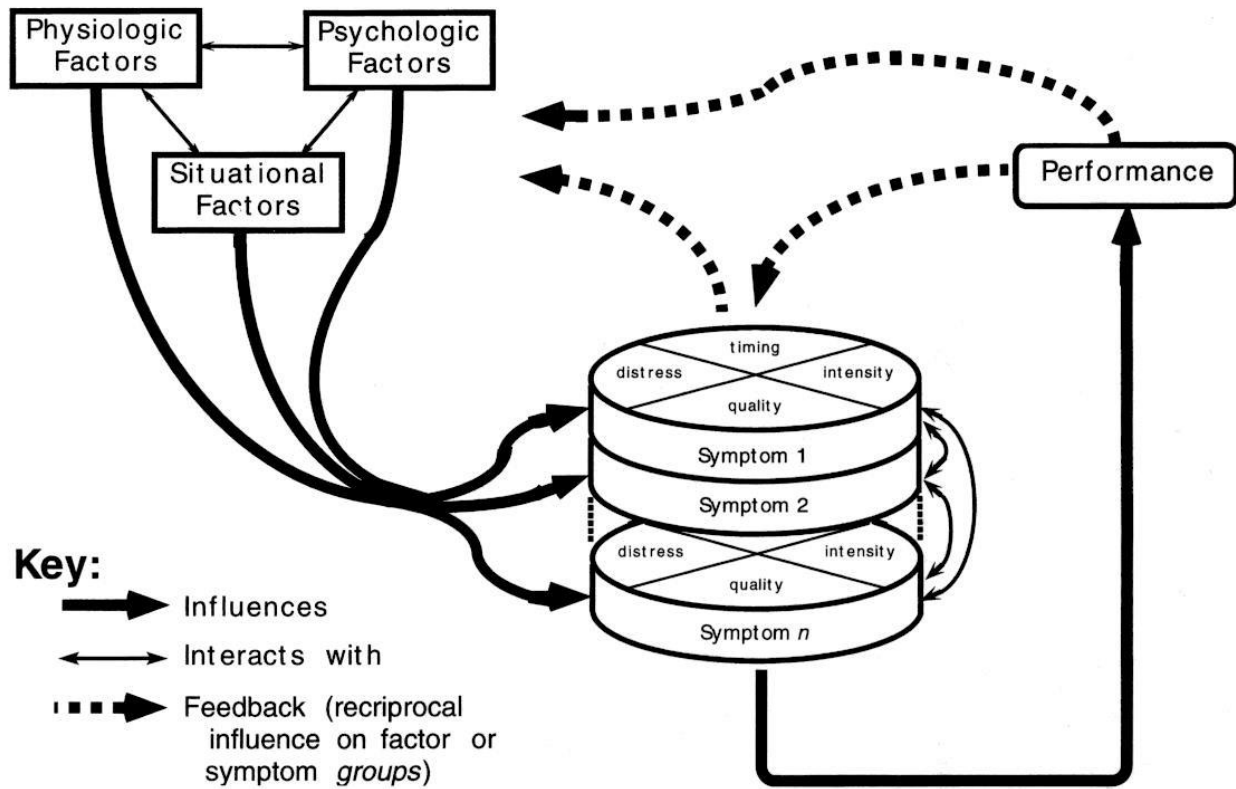 Physiologic
Factors
Psychologic
Factors
Situational
Factors
Performance
timing
distress
intensity
quality
Symptom 1
Symptom 2
distress
intensity
quality
Symptom n
Key:
Influences
Interacts with
Feedback (recriprocal
influence on factor or
symptom groups)